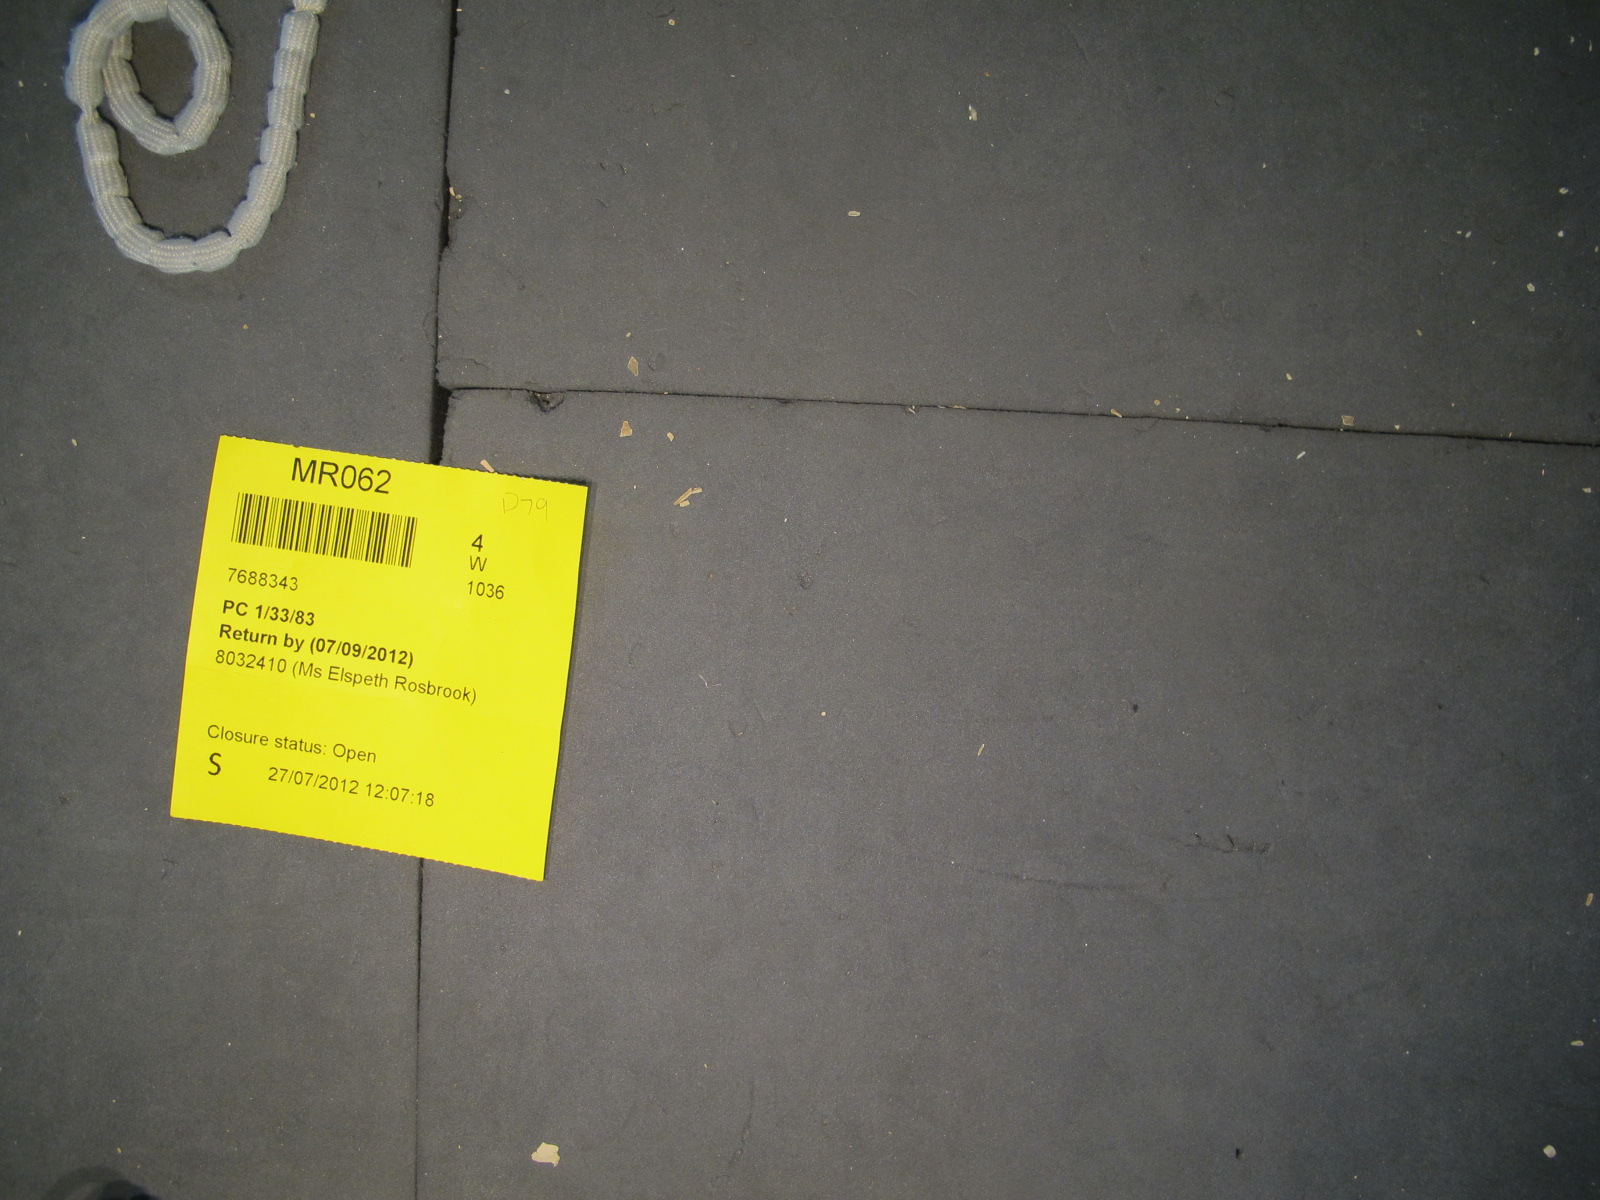 MR062
D79
4
W
7688343
1036
PC 1/33/83
Return by (07/09/2012)
8032410 (Ms Elspeth Rosbrook)
Closure status: Open
S 27/07/2012 12:07:18